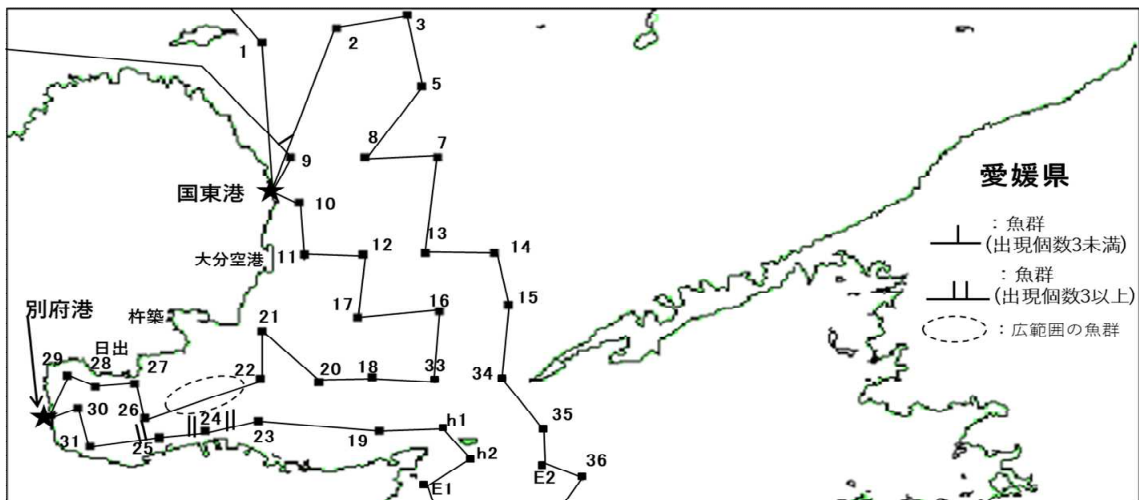 1
2
3
5
8
7
9
国東港
10
愛媛県
大分空港
11
12
13
14
：魚群
(出現個数3未満)
15
：魚群
(出現個数3以上)
別府港
杵築
17
16
：広範囲の魚群
21
日出
29
28
27
22
20
18
33
34
30
26
24
23
19
h1
35
31
25
h2
E1
E2
36